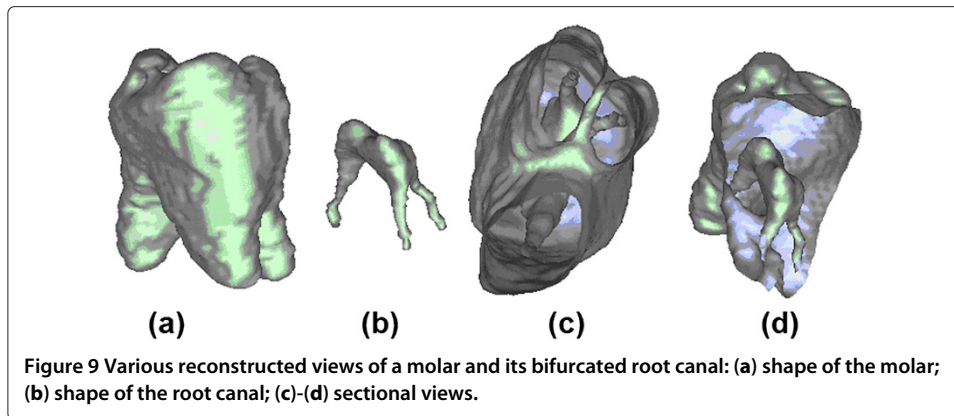 (a) (b) (c) (d)
Figure 9 Various reconstructed views of a molar and its bifurcated root canal: (a) shape of the molar;
(b) shape of the root canal; (c)-(d) sectional views.